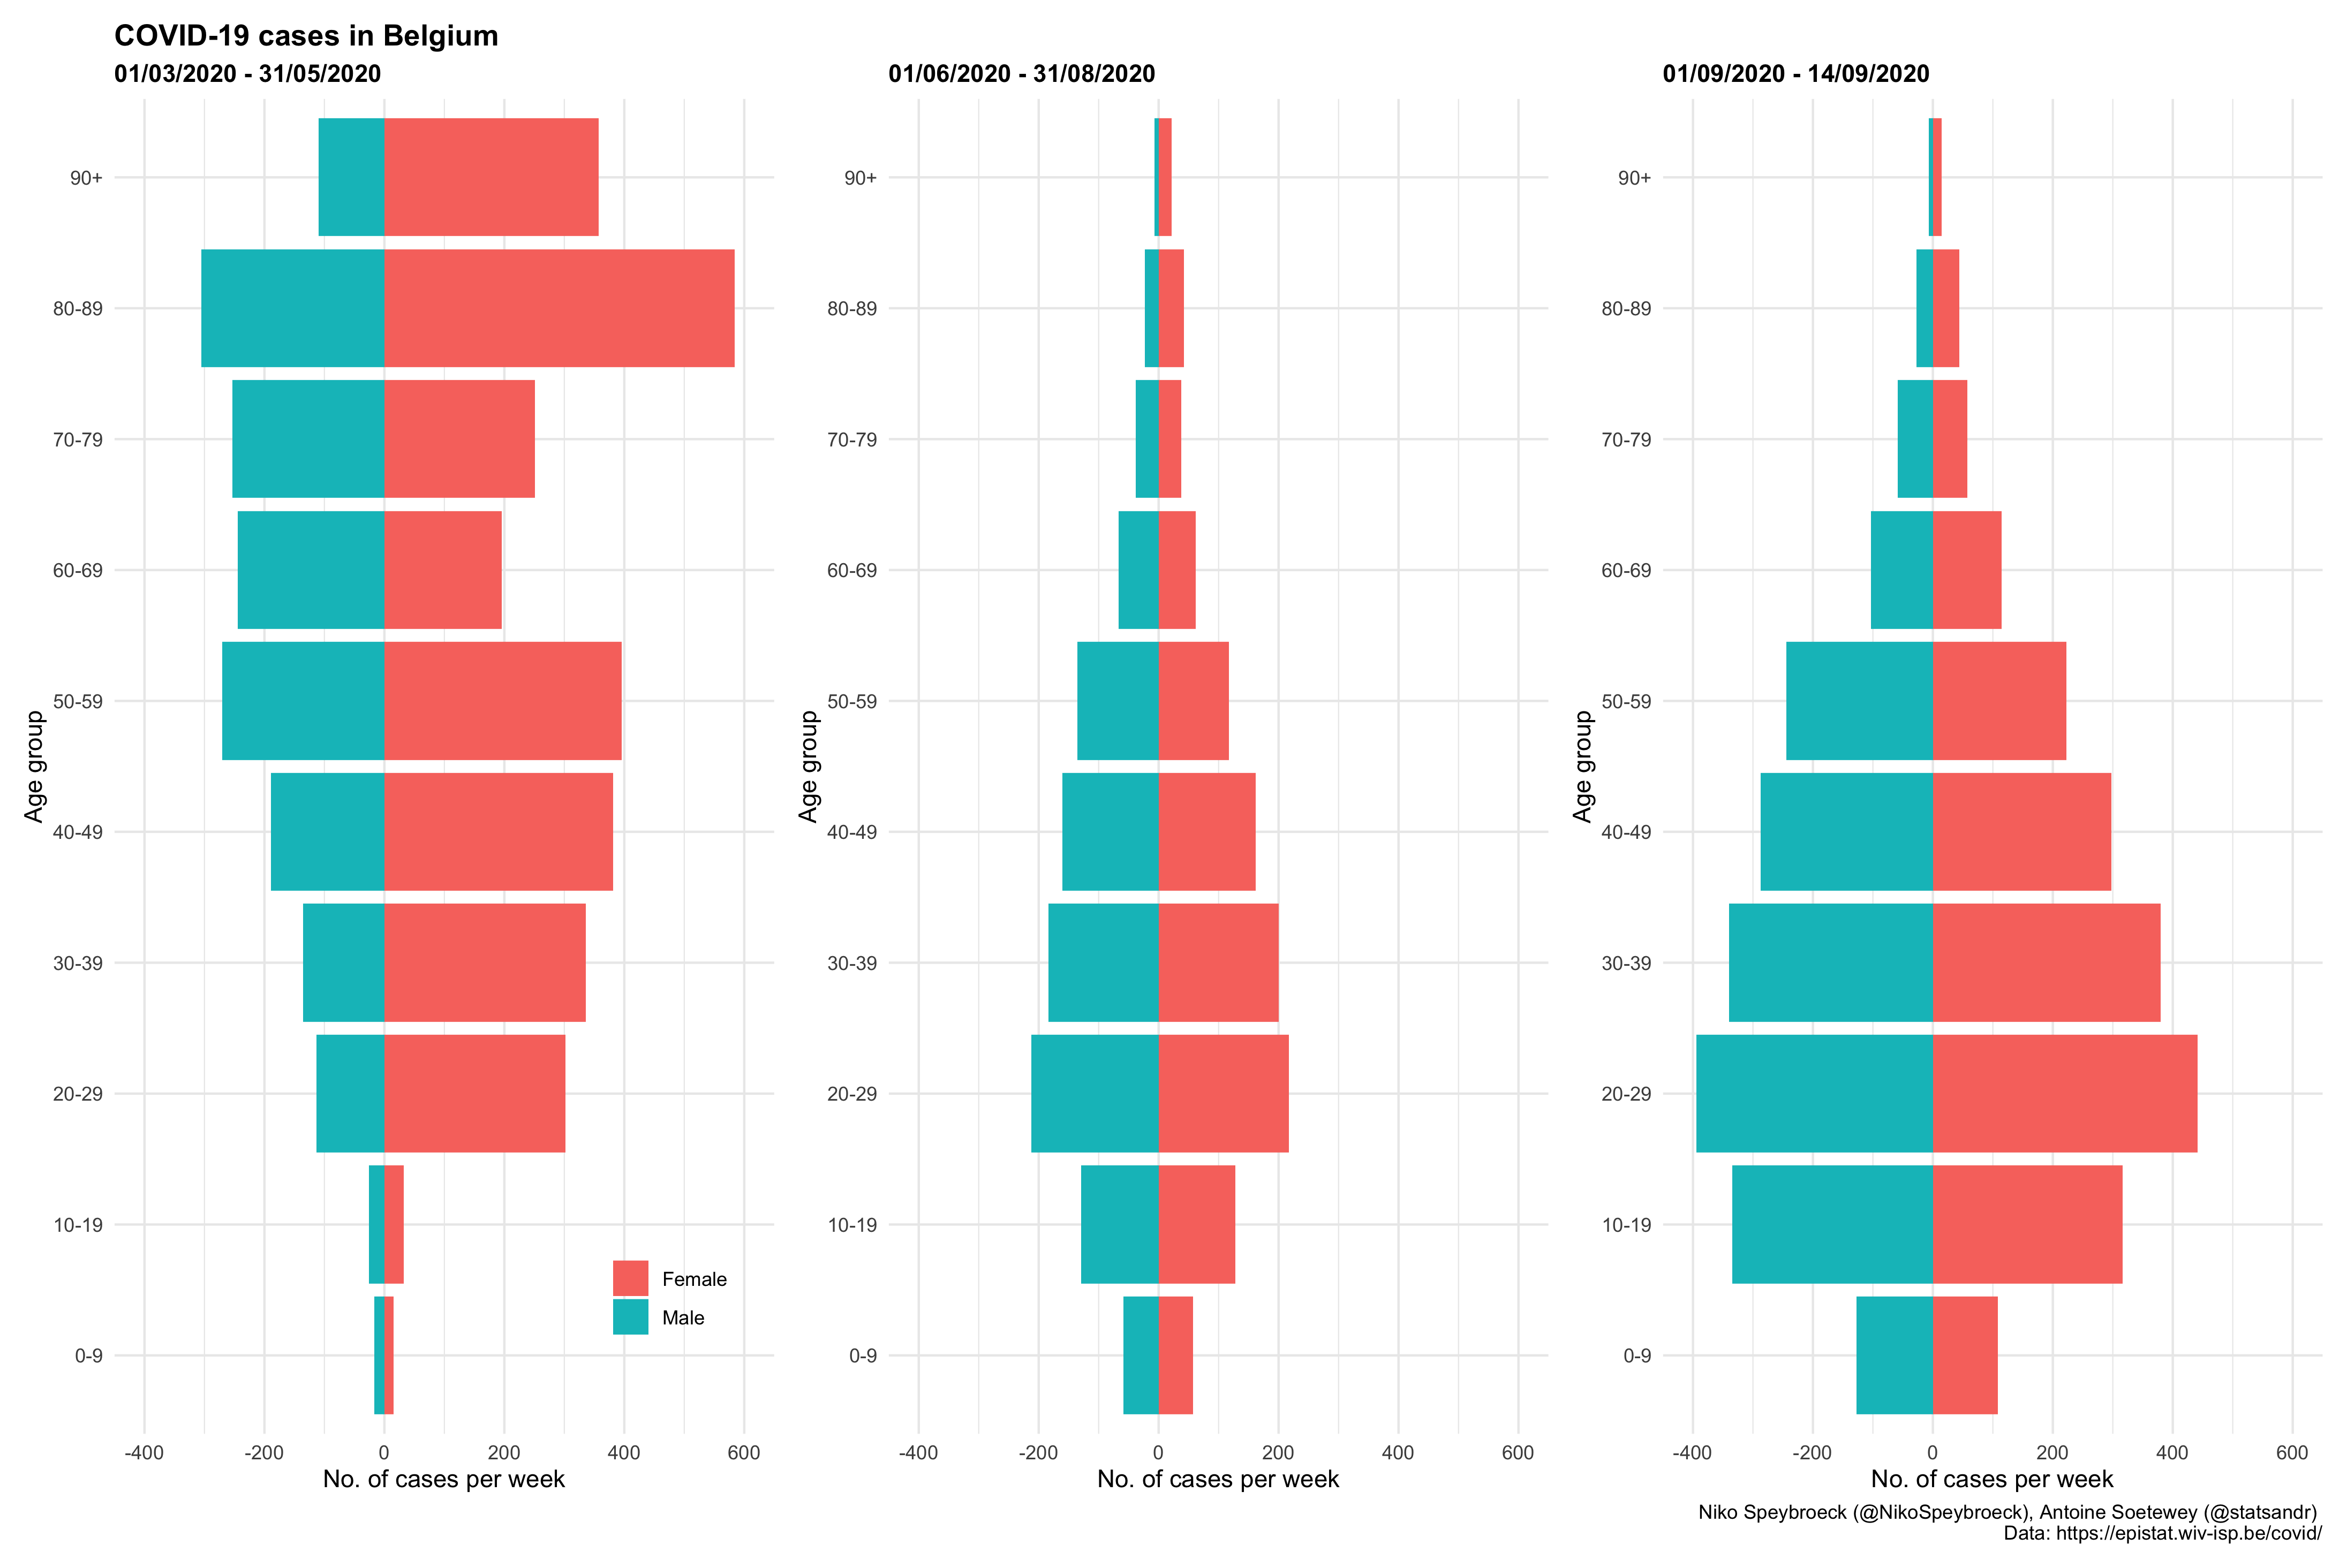 COVID-19 cases in Belgium
01/03/2020 - 31/05/2020
90+
80-89
70-79
60-69
50-59
40-49
30-39
20-29
10-19
0-9
Age group
Female
Male
-400 -200 0 200 400 600
No. of cases per week
01/06/2020 - 31/08/2020
90+
80-89
70-79
60-69
50-59
40-49
30-39
20-29
10-19
0-9
Age group
-400 -200 0 200 400 600
No. of cases per week
01/09/2020 - 14/09/2020
90+
80-89
70-79
60-69
50-59
40-49
30-39
20-29
10-19
0-9
Age group
-400 -200 0 200 400 600
No. of cases per week
Niko Speybroeck (@NikoSpeybroeck), Antoine Soetewey (@statsandr)
Data: https://epistat.wiv-isp.be/covid/